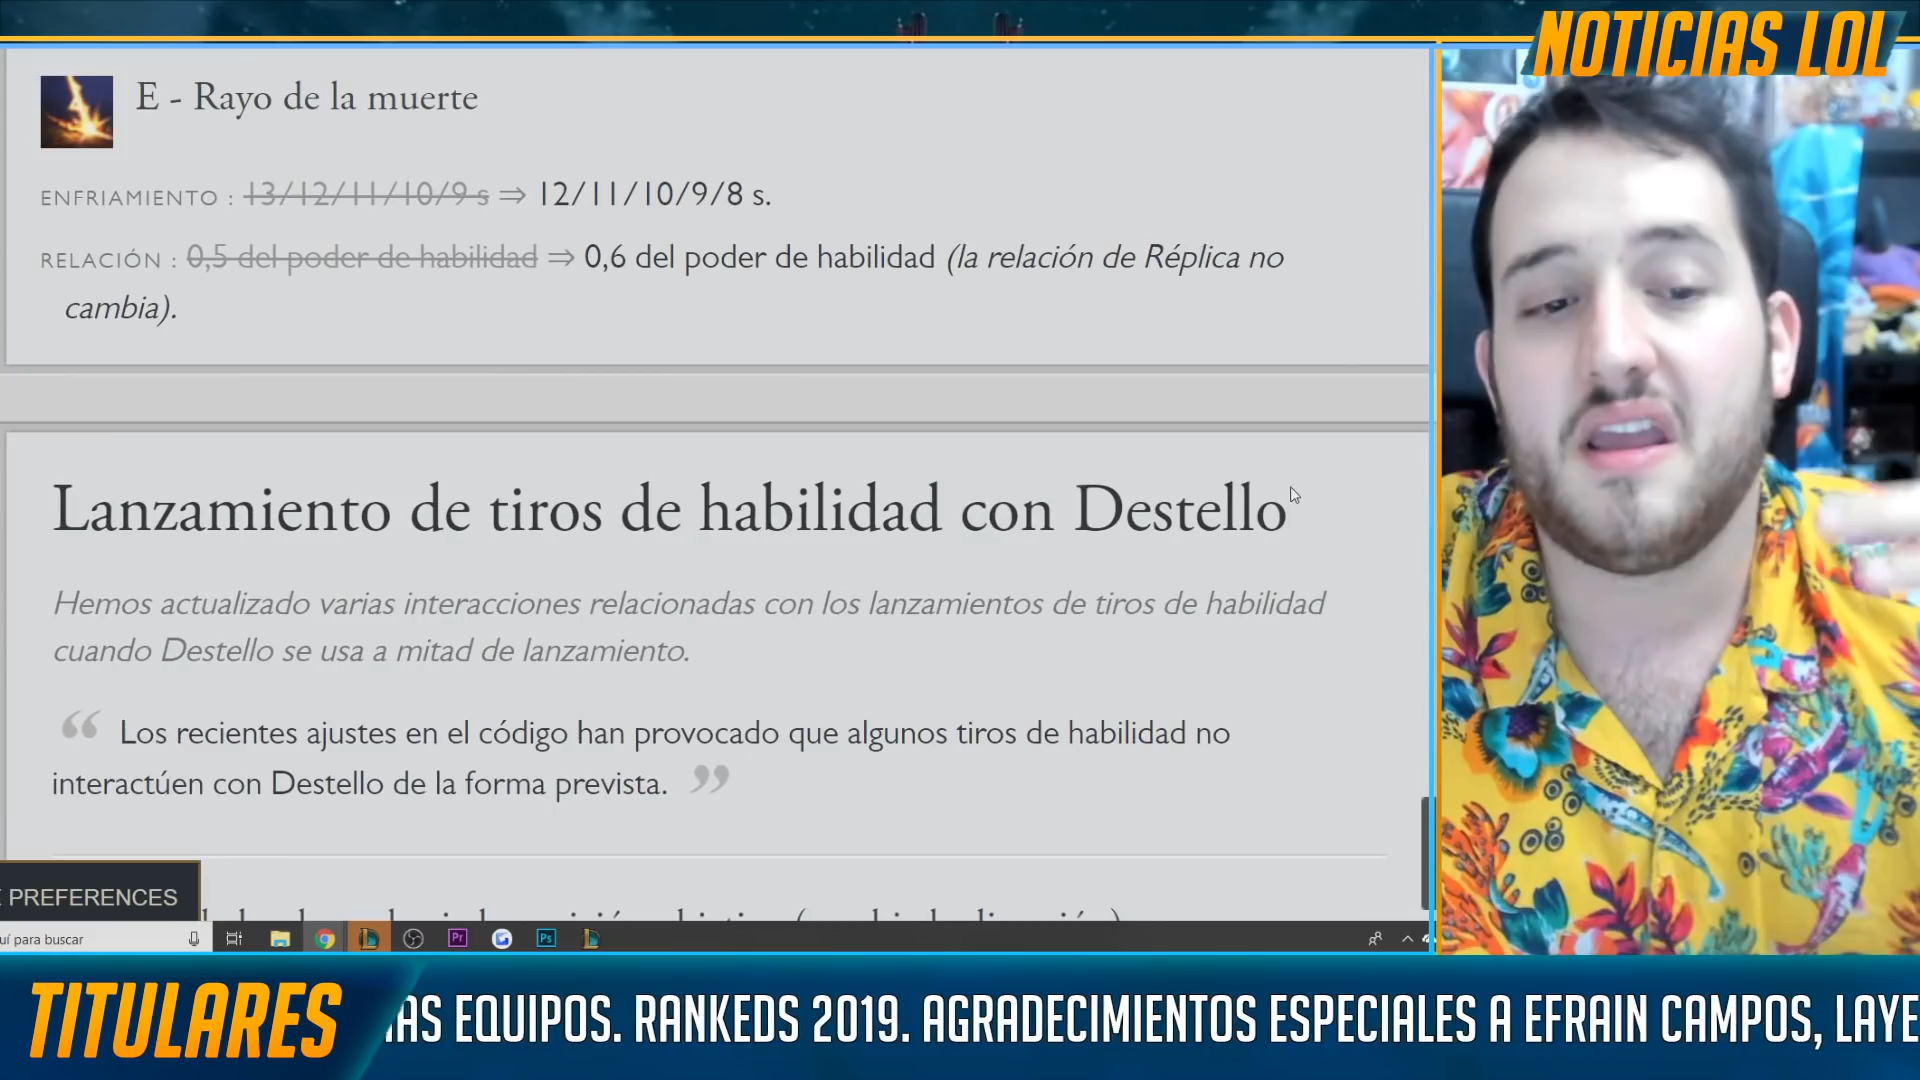 NOTICIAS LOL
E - Rayo de la muerte
ENFRIAMIENTO : 13/12/11/10/9 s ⇒ 12/11/10/9/8 s.
RELACIÓN : 0,5 del poder de habilidad ⇒ 0,6 del poder de habilidad (la relación de Réplica no
cambia).
Lanzamiento de tiros de habilidad con Destello
Hemos actualizado varias interacciones relacionadas con los lanzamientos de tiros de habilidad
cuando Destello se usa a mitad de lanzamiento.
“ Los recientes ajustes en el código han provocado que algunos tiros de habilidad no
interactúen con Destello de la forma prevista. ”
PREFERENCES
uí para buscar
Pr
Ps
TITULARES
AS EQUIPOS. RANKEDS 2019. AGRADECIMIENTOS ESPECIALES A EFRAIN CAMPOS, LAYE